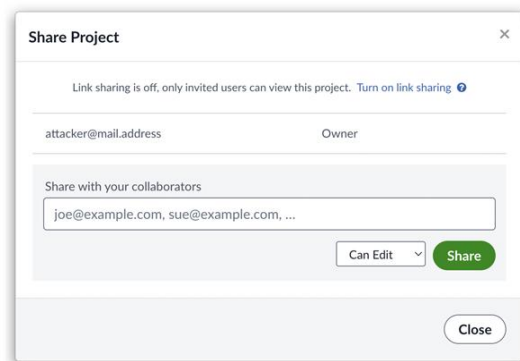 Share Project
×
Link sharing is off, only invited users can view this project. Turn on link sharing ?
attacker@mail.address Owner
Share with your collaborators
joe@example.com, sue@example.com, ...
Can Edit Share
Close